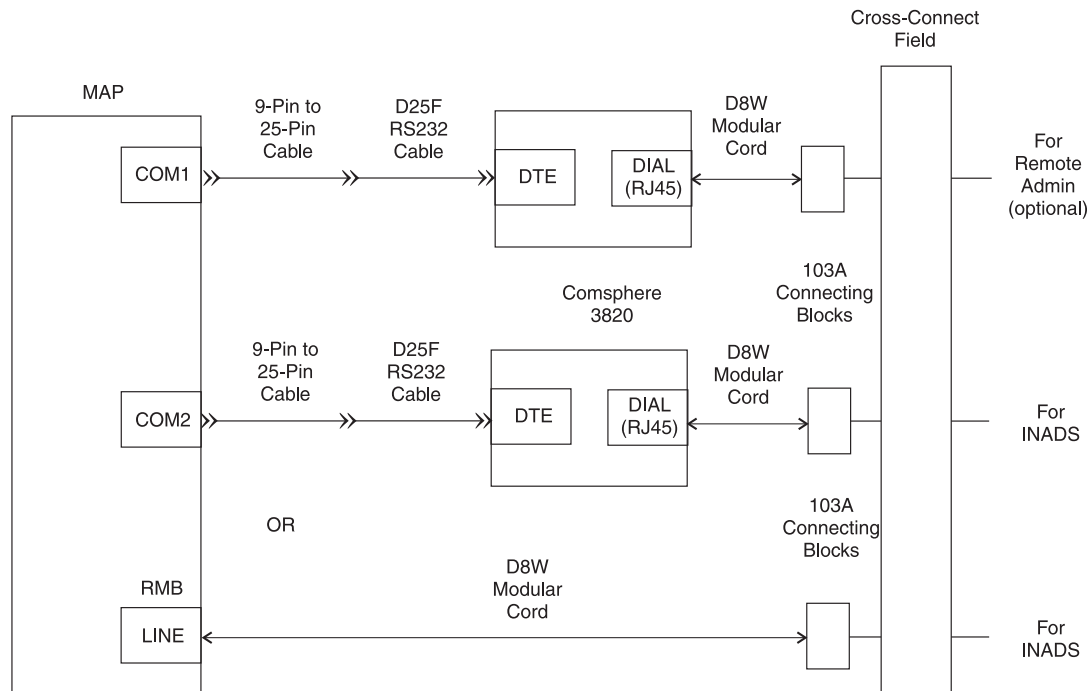 Cross-Connect
Field
MAP
9-Pin to
25-Pin
Cable
D25F
RS232
Cable
D8W
Modular
Cord
COM1
DTE
DIAL
(RJ45)
For
Remote
Admin
(optional)
Comsphere
3820
103A
Connecting
Blocks
9-Pin to
25-Pin
Cable
D25F
RS232
Cable
D8W
Modular
Cord
COM2
DTE
DIAL
(RJ45)
For
INADS
OR
103A
Connecting
Blocks
D8W
Modular
Cord
RMB
LINE
For
INADS